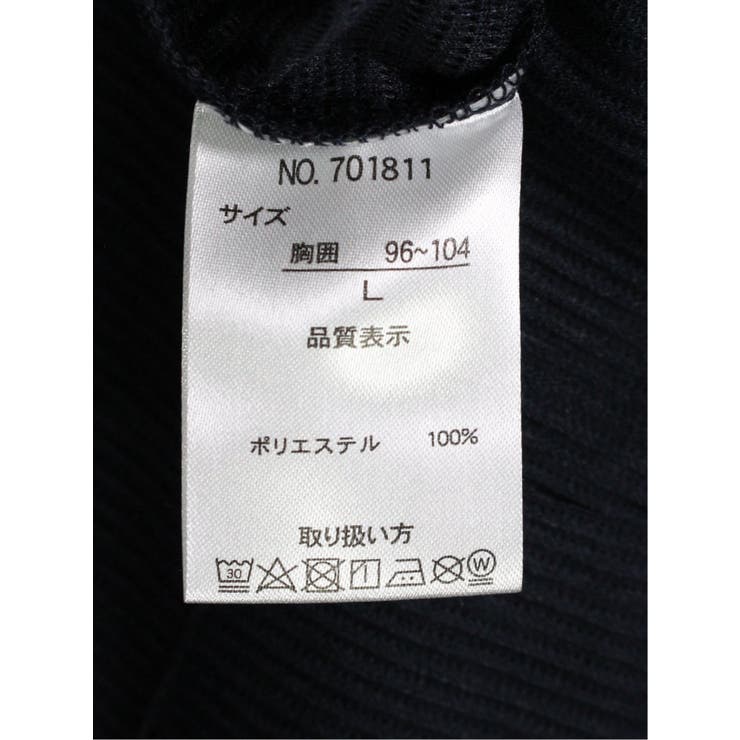 NO. 701811
サイズ
胸囲 96~104
L
品質表示
ポリエステル 100%
取り扱い方
30 W